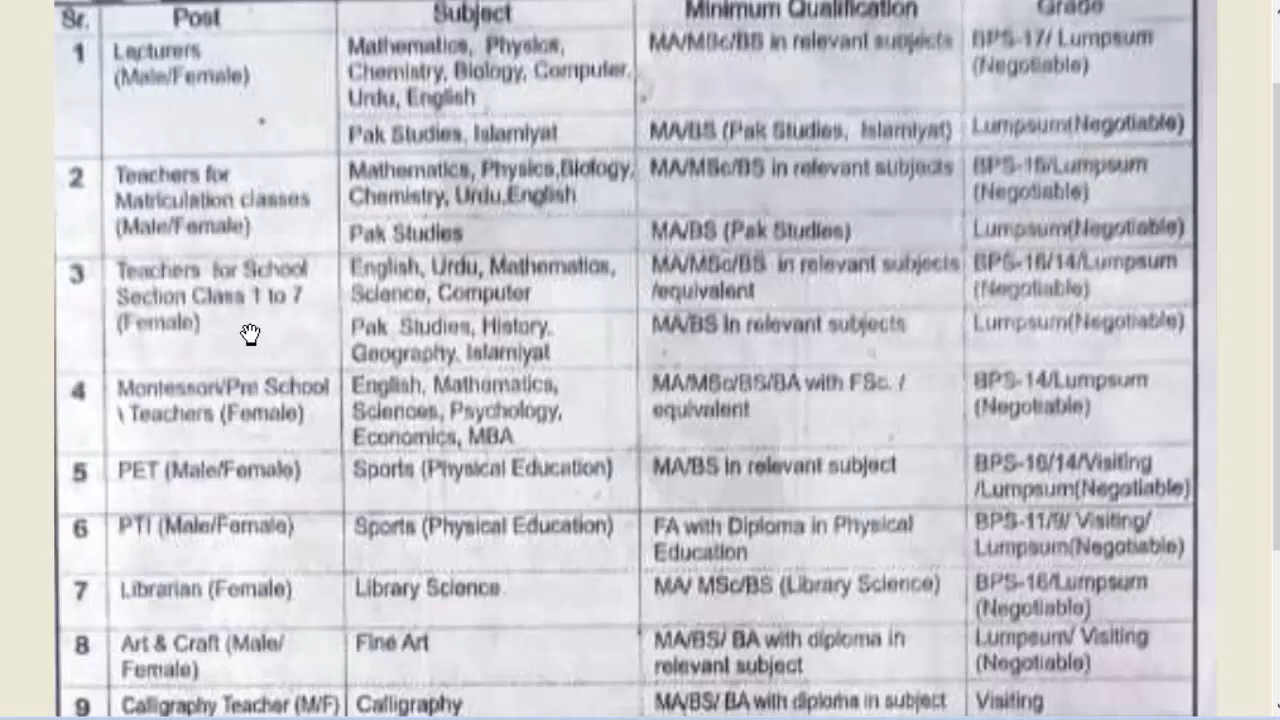 Sr. Post Subject Minimum Qualification Grade
1 Lecturers
(Male/Female)
Mathematics, Physics,
Chemistry, Biology, Computer,
Urdu, English
MA/MSc/BS in relevant subjects
BPS-17/ Lumpsum
(Negotiable)
Pak Studies, Islamiyat
MA/BS (Pak Studies, Islamiyat)
Lumpsum(Negotiable)
2 Teachers for
Matriculation classes
(Male/Female)
Mathematics, Physics,Biology,
Chemistry, Urdu,English
MA/MSc/BS in relevant subjects
BPS-16/Lumpsum
(Negotiable)
Pak Studies
MA/BS (Pak Studies)
Lumpsum(Negotiable)
3 Teachers for School
Section Class 1 to 7
(Female)
English, Urdu, Mathematics,
Science, Computer
MA/MSc/BS in relevant subjects
/equivalent
BPS-16/14/Lumpsum
(Negotiable)
Pak Studies, History,
Geography, Islamiyat
MA/BS in relevant subjects
Lumpsum(Negotiable)
4 Montessori/Pre School
\ Teachers (Female)
English, Mathematics,
Sciences, Psychology,
Economics, MBA
MA/MSc/BS/BA with FSc. /
equivalent
BPS-14/Lumpsum
(Negotiable)
5 PET (Male/Female)
Sports (Physical Education)
MA/BS in relevant subject
BPS-16/14/Visiting
/Lumpsum(Negotiable)
6 PTI (Male/Female)
Sports (Physical Education)
FA with Diploma in Physical
Education
BPS-11/9/ Visiting/
Lumpsum(Negotiable)
7 Librarian (Female)
Library Science
MA/ MSc/BS (Library Science)
BPS-16/Lumpsum
(Negotiable)
8 Art & Craft (Male/
Female)
Fine Art
MA/BS/ BA with diploma in
relevant subject
Lumpsum/ Visiting
(Negotiable)
9 Calligraphy Teacher (M/F)
Calligraphy
MA/BS/ BA with diploma in subject
Visiting